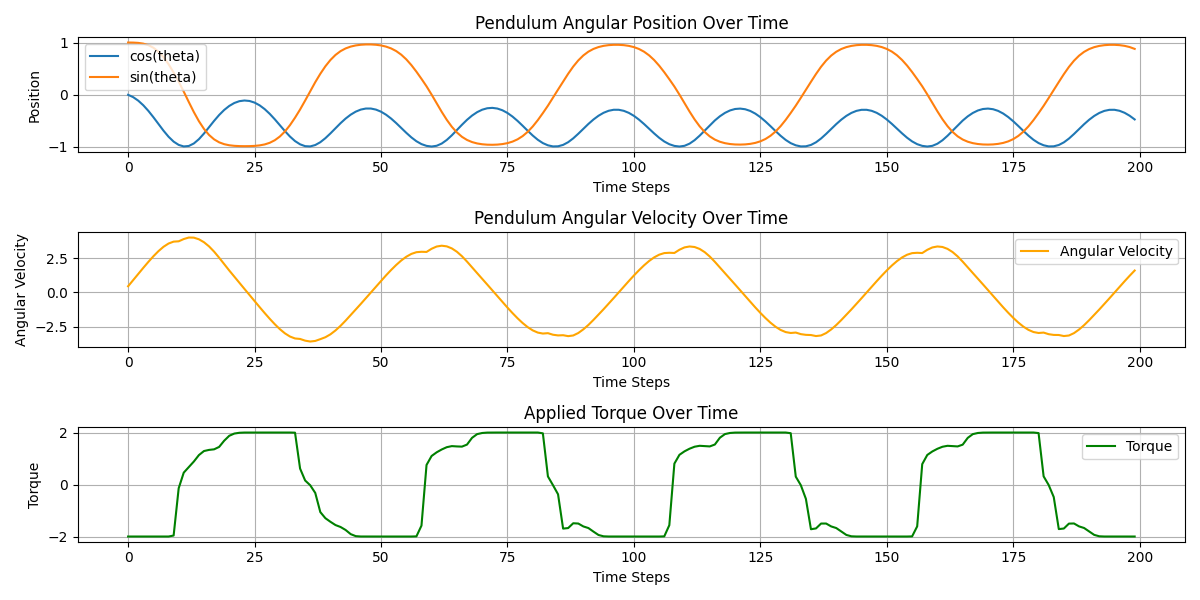 Pendulum Angular Position Over Time
1
0
−1
Position
cos(theta)
sin(theta)
0 25 50 75 100 125 150 175 200
Time Steps
Pendulum Angular Velocity Over Time
2.5
0.0
−2.5
Angular Velocity
Angular Velocity
0 25 50 75 100 125 150 175 200
Time Steps
Applied Torque Over Time
2
0
−2
Torque
Torque
0 25 50 75 100 125 150 175 200
Time Steps